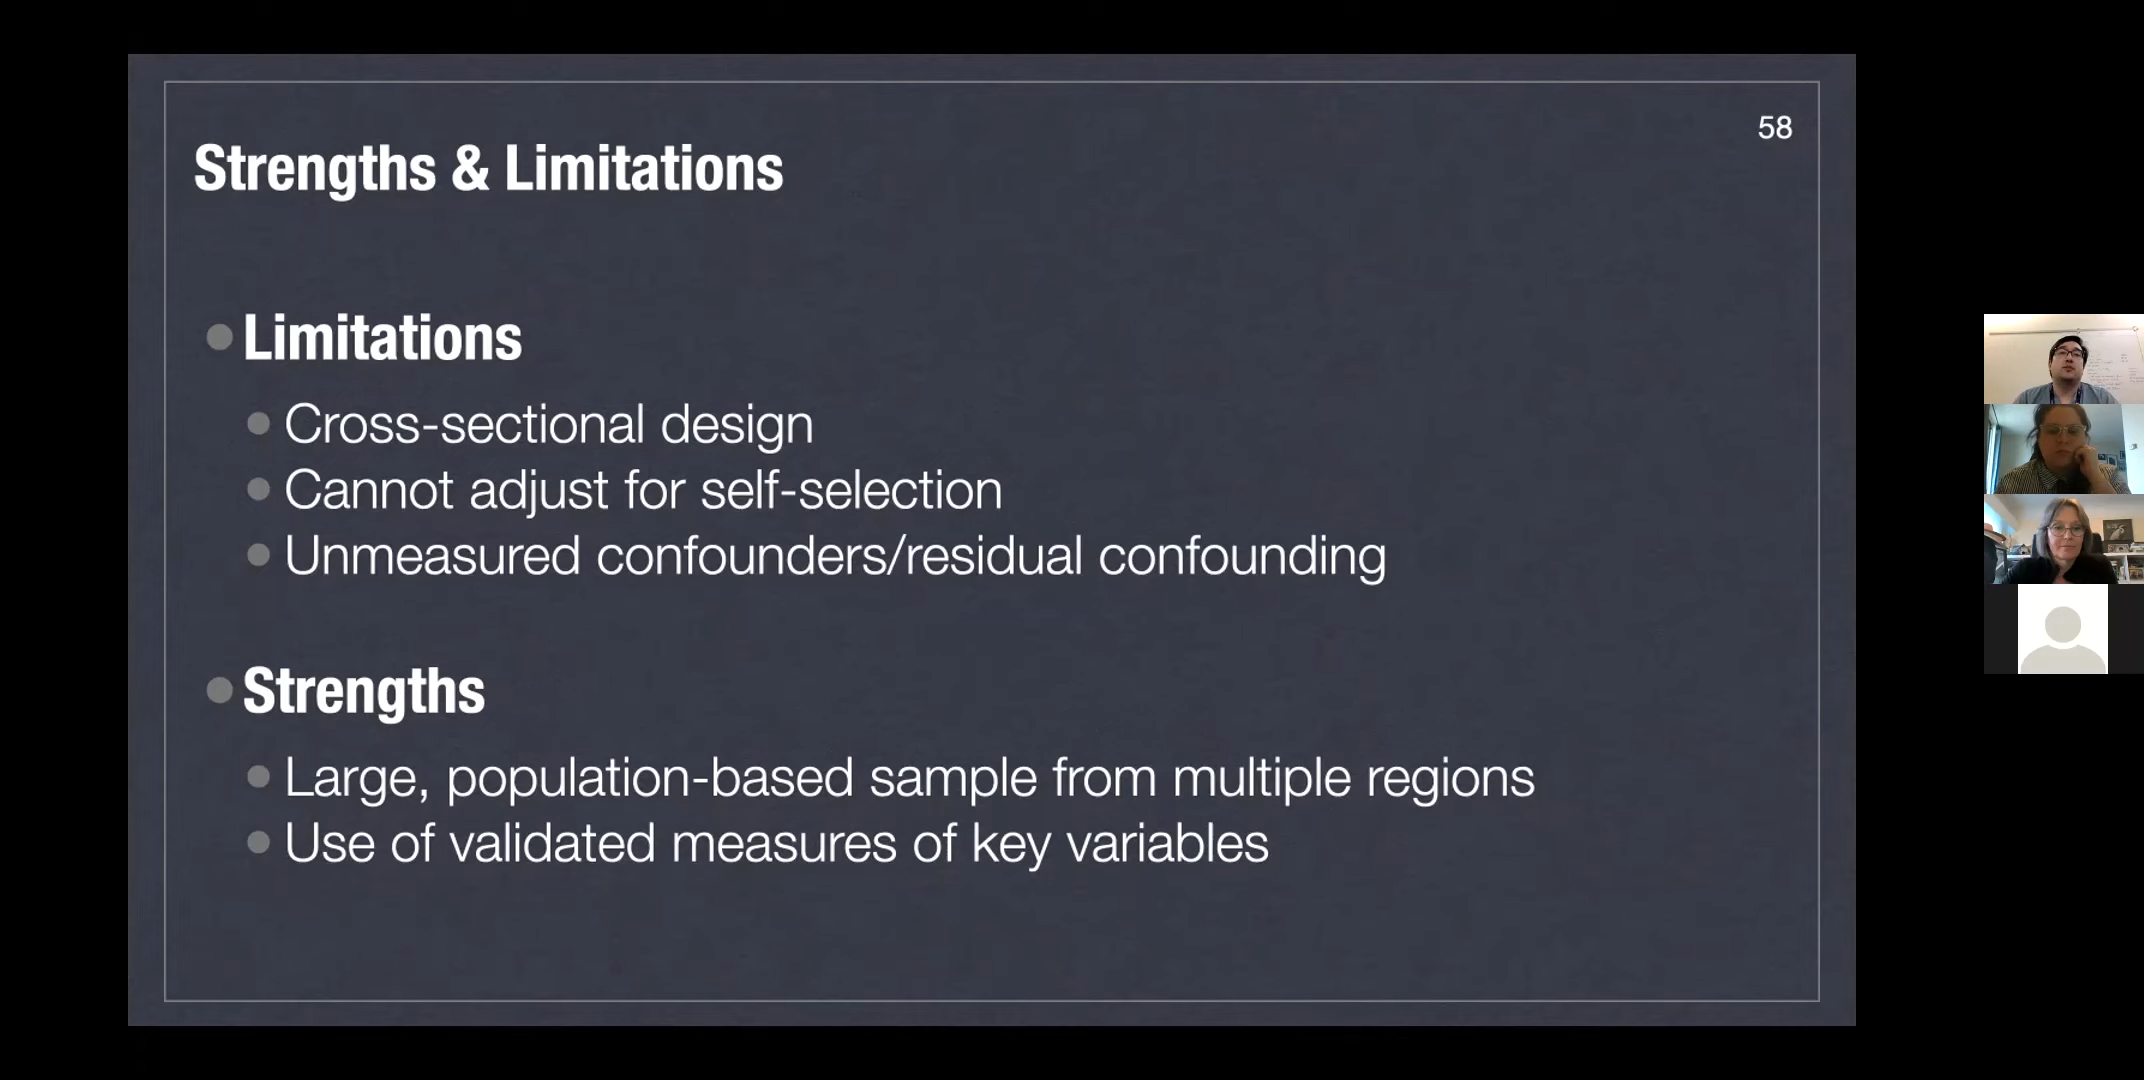 58
Strengths & Limitations
Limitations
Cross-sectional design
Cannot adjust for self-selection
Unmeasured confounders/residual confounding
Strengths
Large, population-based sample from multiple regions
Use of validated measures of key variables